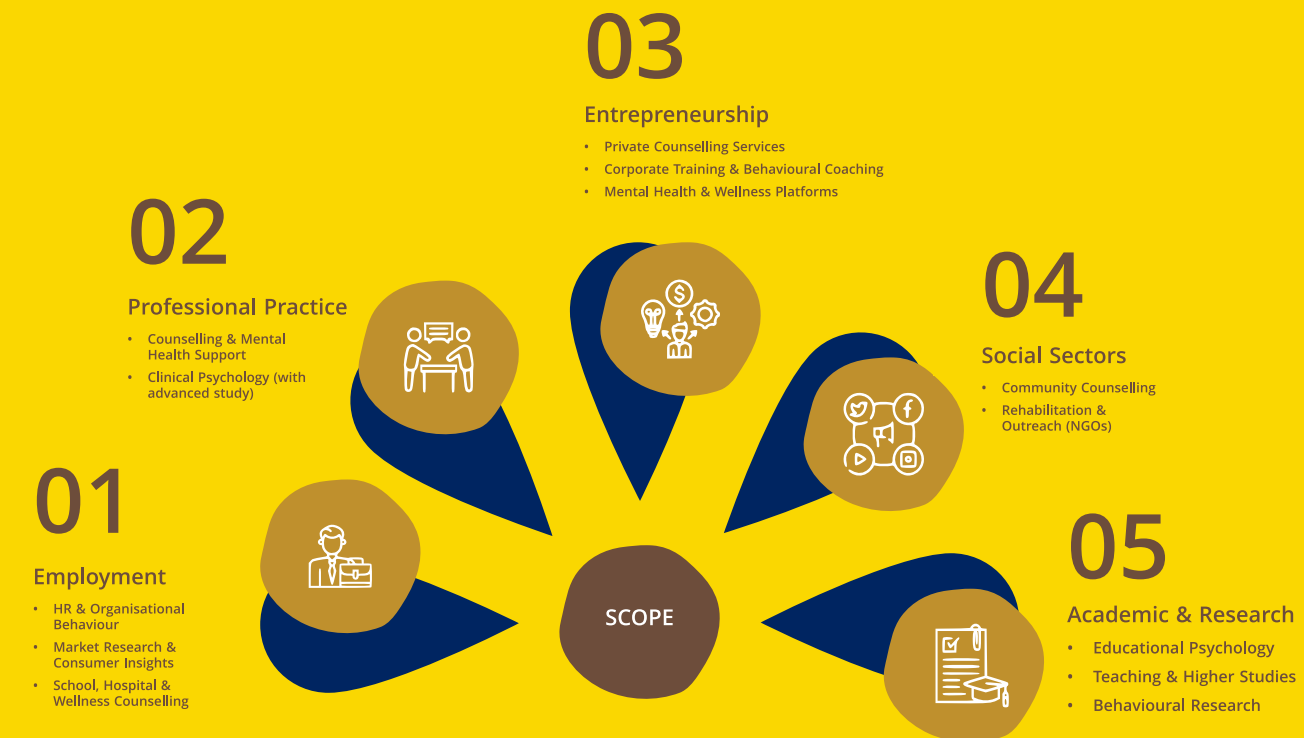 01
Employment
• HR & Organisational
Behaviour
• Market Research &
Consumer Insights
• School, Hospital &
Wellness Counselling
02
Professional Practice
• Counselling & Mental
Health Support
• Clinical Psychology (with
advanced study)
03
Entrepreneurship
• Private Counselling Services
• Corporate Training & Behavioural Coaching
• Mental Health & Wellness Platforms
04
Social Sectors
• Community Counselling
• Rehabilitation &
Outreach (NGOs)
05
Academic & Research
• Educational Psychology
• Teaching & Higher Studies
• Behavioural Research
SCOPE